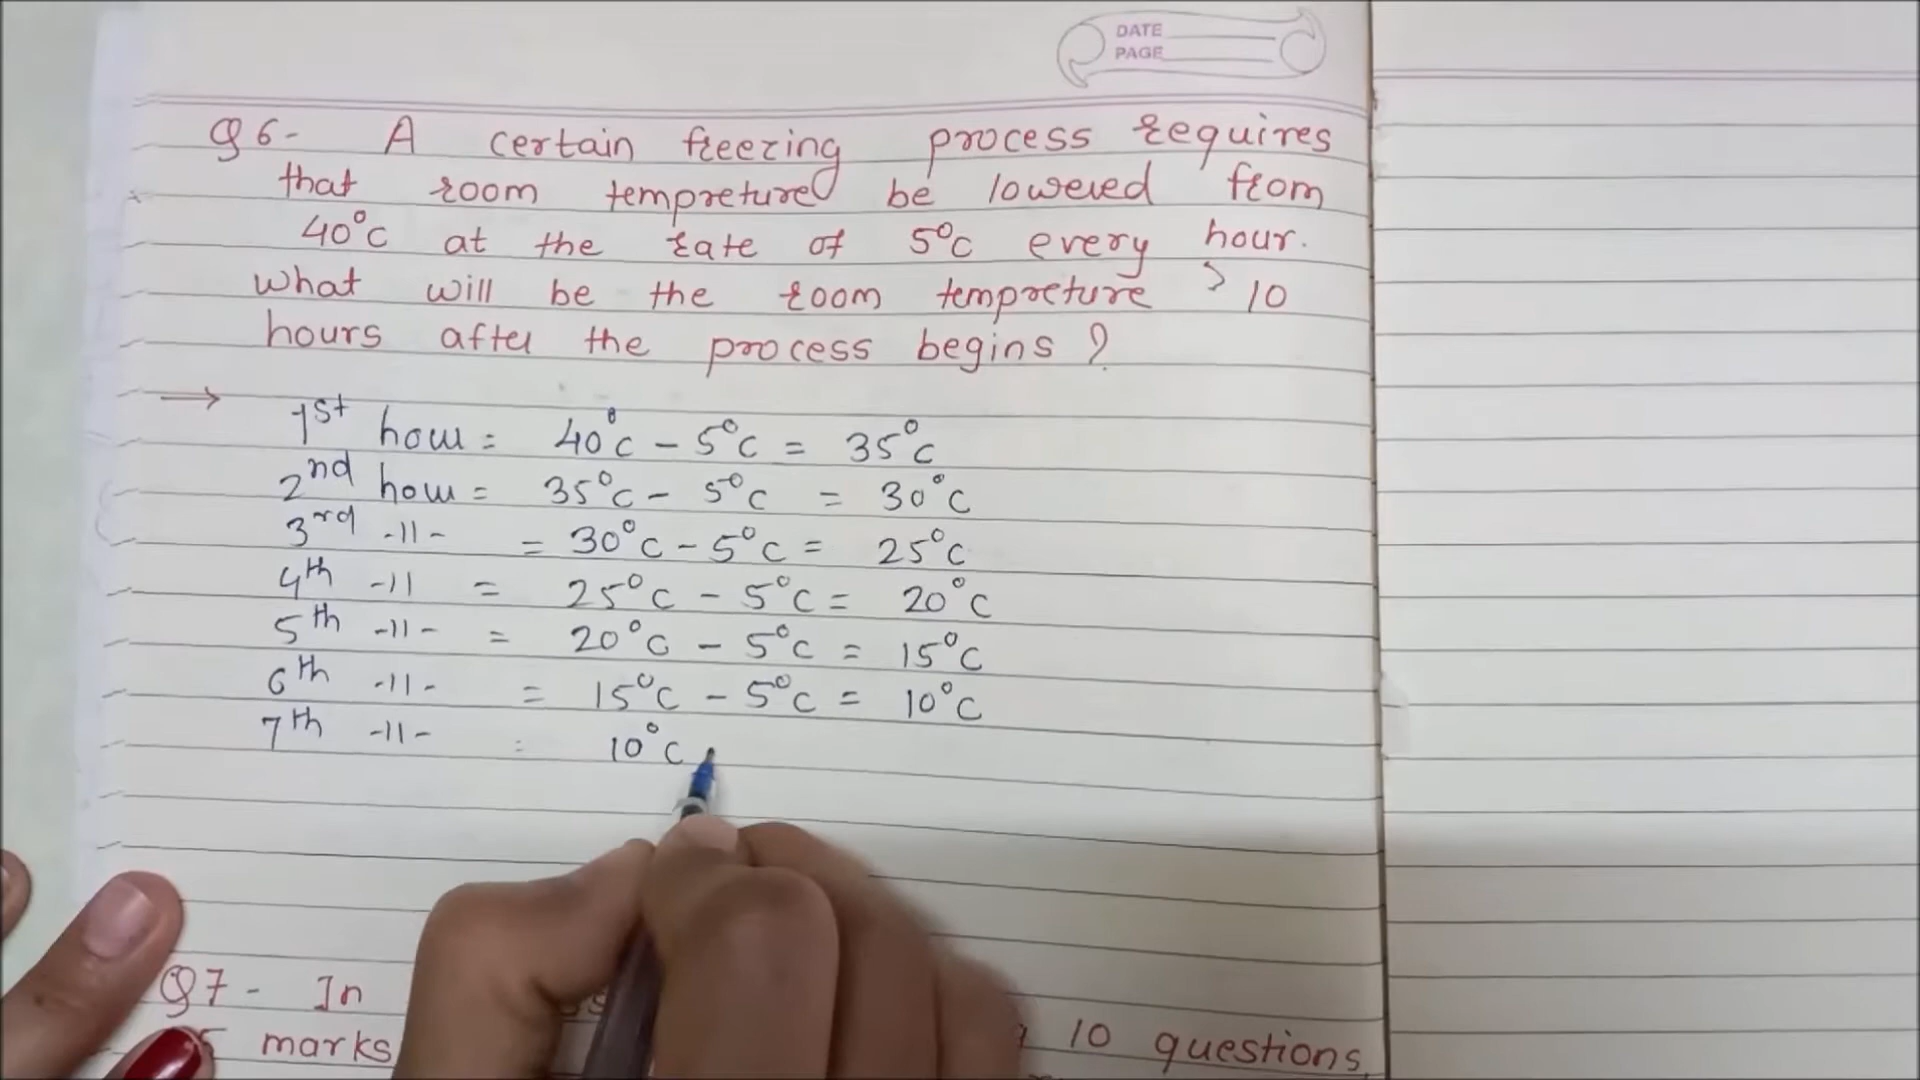 DATE
PAGE
Q6- A certain freezing process requires
that room tempreture be lowered from
40°C at the rate of 5°C every hour.
what will be the room tempreture > 10
hours after the process begins ?
→ 1st hour = 40°C - 5°C = 35°C
2nd hour = 35°C - 5°C = 30°C
3rd -11- = 30°C - 5°C = 25°C
4th -11 = 25°C - 5°C = 20°C
5th -11- = 20°C - 5°C = 15°C
6th -11- = 15°C - 5°C = 10°C
7th -11- = 10°C
Q7- In
marks 10 questions,